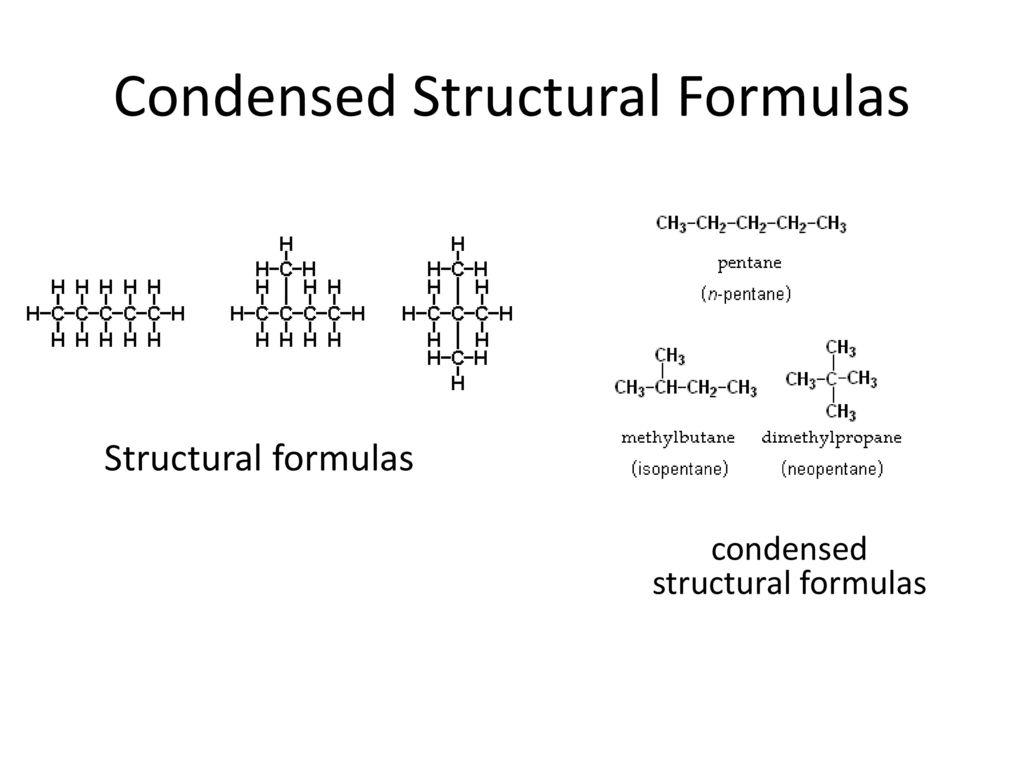 Condensed Structural Formulas
H
H–C–H
H H H H H
H–C–C–C–C–C–H
H H H H H
H H H
H–C–C–C–C–H
H H H H
H
H–C–H
H H
H–C–C–C–H
H H
H–C–H
H
Structural formulas
CH₃–CH₂–CH₂–CH₂–CH₃
pentane
(n-pentane)
CH₃
CH₃–CH–CH₂–CH₃
methylbutane
(isopentane)
CH₃
CH₃–C–CH₃
CH₃
dimethylpropane
(neopentane)
condensed
structural formulas